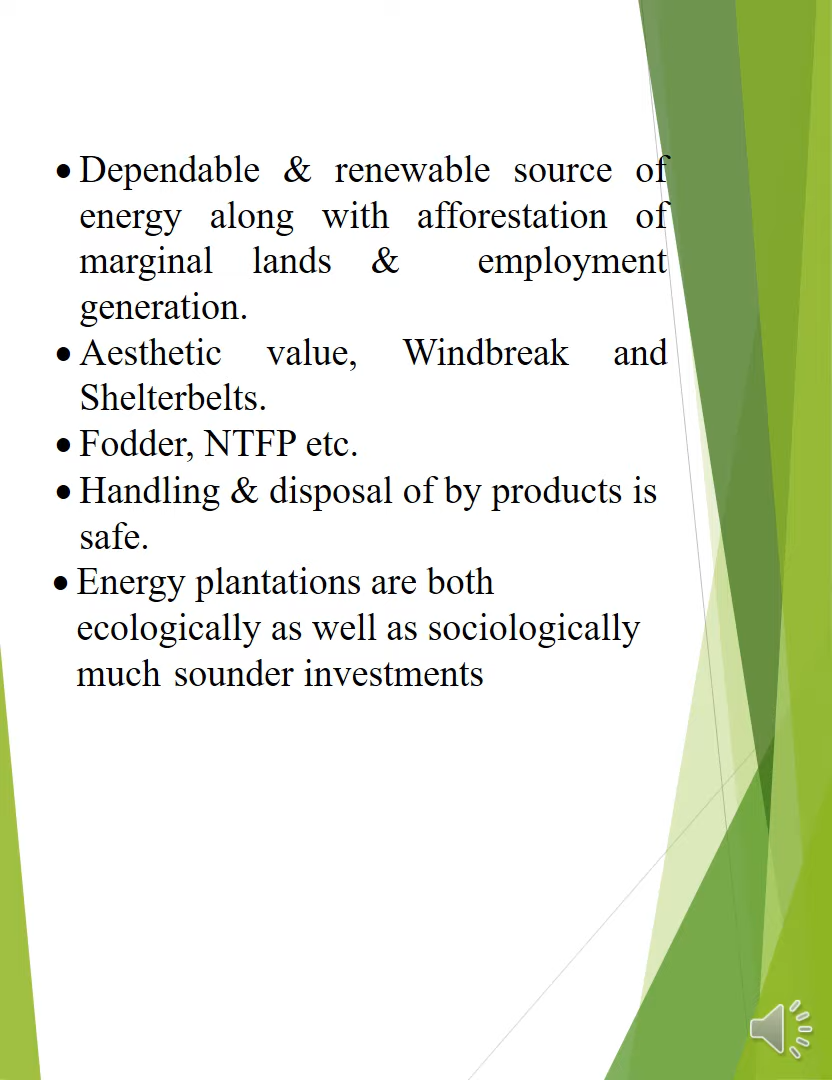 • Dependable & renewable source of
energy along with afforestation of
marginal lands & employment
generation.
• Aesthetic value, Windbreak and
Shelterbelts.
• Fodder, NTFP etc.
• Handling & disposal of by products is
safe.
• Energy plantations are both
ecologically as well as sociologically
much sounder investments